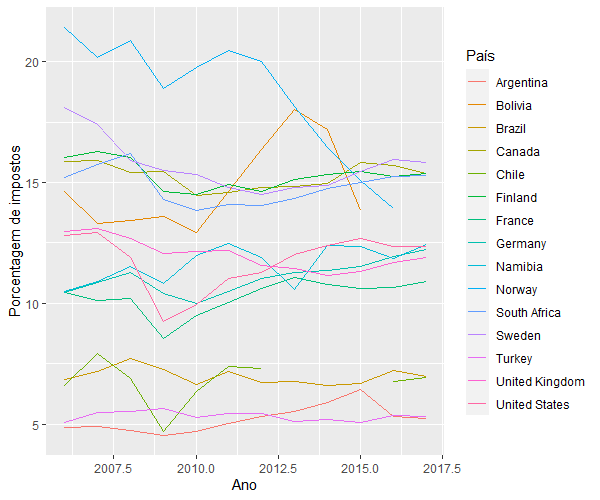 20
15
10
5
Porcentagem de impostos
2007.5
2010.0
2012.5
2015.0
2017.5
Ano
País
Argentina
Bolivia
Brazil
Canada
Chile
Finland
France
Germany
Namibia
Norway
South Africa
Sweden
Turkey
United Kingdom
United States